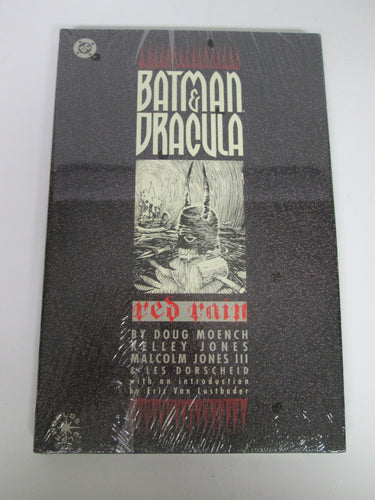 DC
BATMAN
&
DRACULA
red rain
BY DOUG MOENCH
KELLEY JONES
MALCOLM JONES III
& LES DORSCHEID
with an introduction
by Eric Van Lustbader